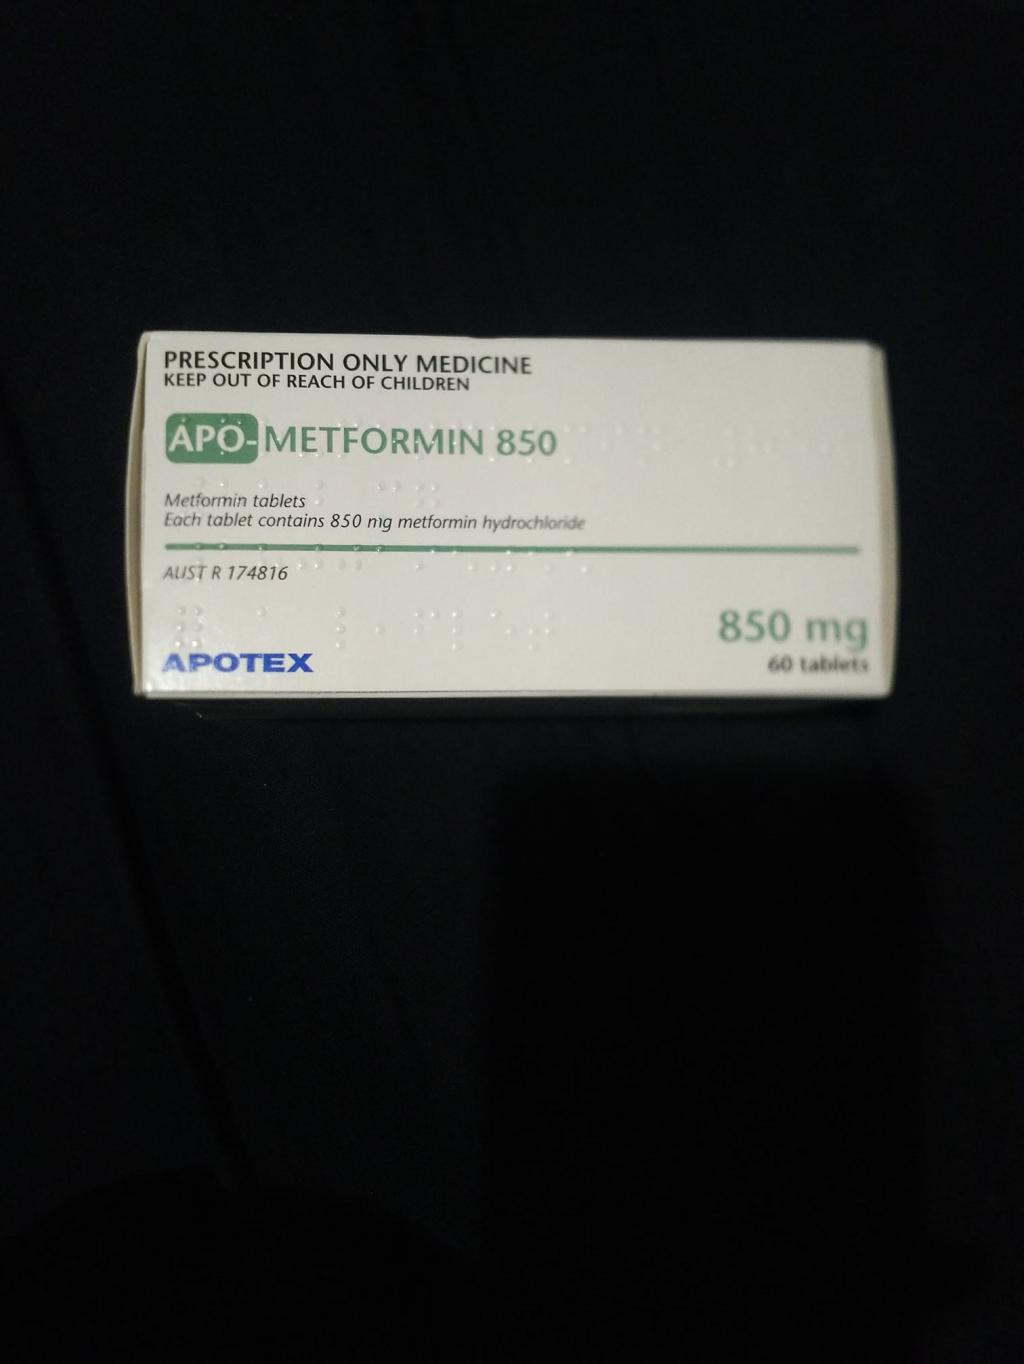 PRESCRIPTION ONLY MEDICINE
KEEP OUT OF REACH OF CHILDREN
APO-METFORMIN 850
Metformin tablets
Each tablet contains 850 mg metformin hydrochloride
AUST R 174816
850 mg
60 tablets
APOTEX